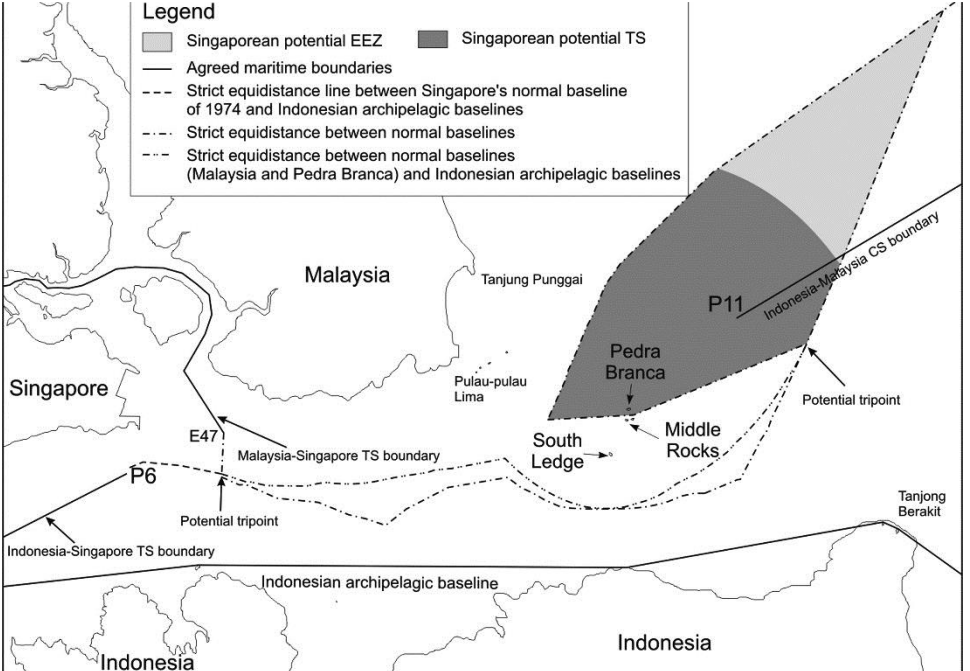 Legend
Singaporean potential EEZ
Singaporean potential TS
Agreed maritime boundaries
Strict equidistance line between Singapore's normal baseline
of 1974 and Indonesian archipelagic baselines
Strict equidistance between normal baselines
Strict equidistance between normal baselines
(Malaysia and Pedra Branca) and Indonesian archipelagic baselines
Malaysia
Tanjung Punggai
P11
Indonesia-Malaysia CS boundary
Singapore
Pulau-pulau
Lima
Pedra
Branca
Potential tripoint
E47
Malaysia-Singapore TS boundary
South
Ledge
Middle
Rocks
P6
Potential tripoint
Tanjong
Berakit
Indonesia-Singapore TS boundary
Indonesian archipelagic baseline
Indonesia
Indonesia